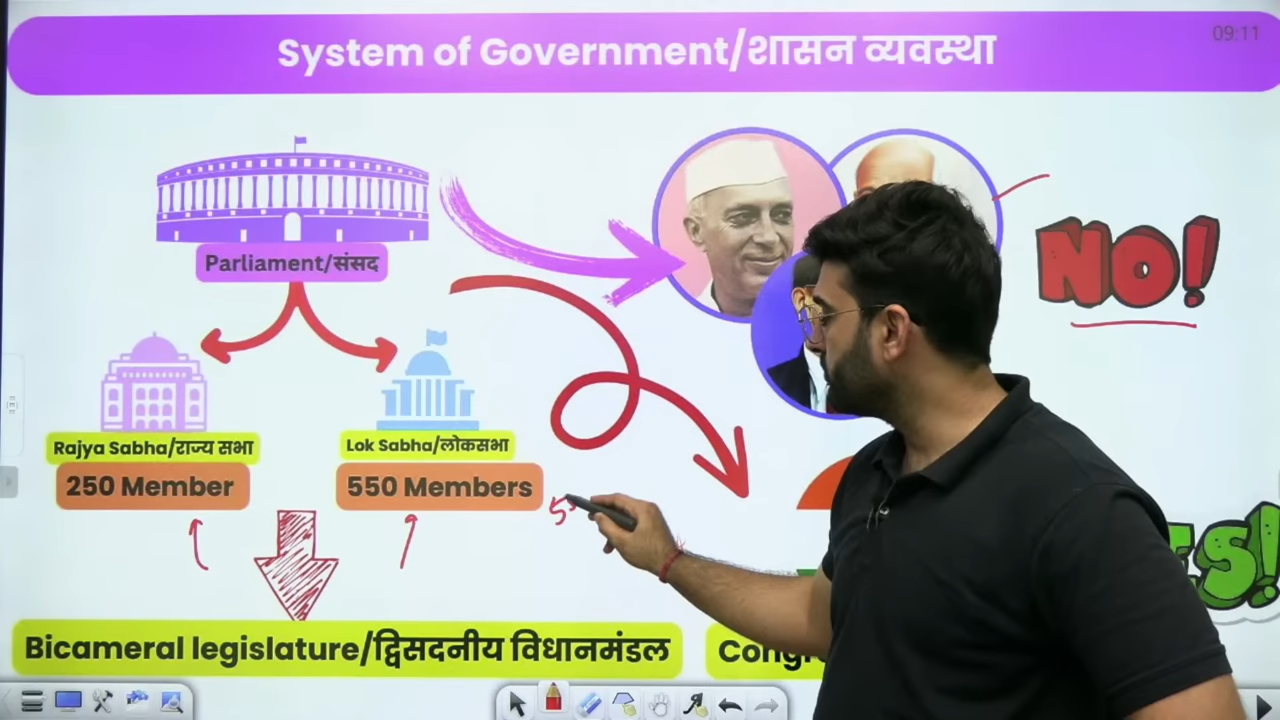 System of Government/शासन व्यवस्था
09:11
Parliament/संसद
NO!
Rajya Sabha/राज्य सभा
Lok Sabha/लोकसभा
250 Member
550 Members
Bicameral legislature/द्विसदनीय विधानमंडल